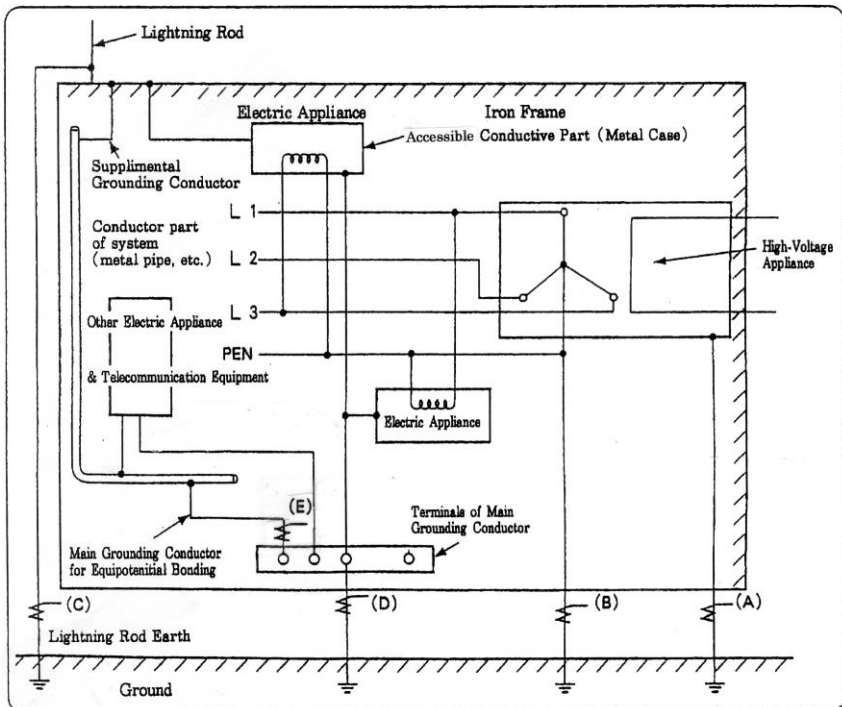 Lightning Rod
Electric Appliance
Iron Frame
Accessible Conductive Part (Metal Case)
Supplimental
Grounding Conductor
L 1
Conductor part
of system
(metal pipe, etc.)
L 2
High-Voltage
Appliance
Other Electric Appliance
L 3
PEN
& Telecommunication Equipment
Electric Appliance
(E)
Terminals of Main
Grounding Conductor
Main Grounding Conductor
for Equipotenitial Bonding
(C)
(D)
(B)
(A)
Lightning Rod Earth
Ground